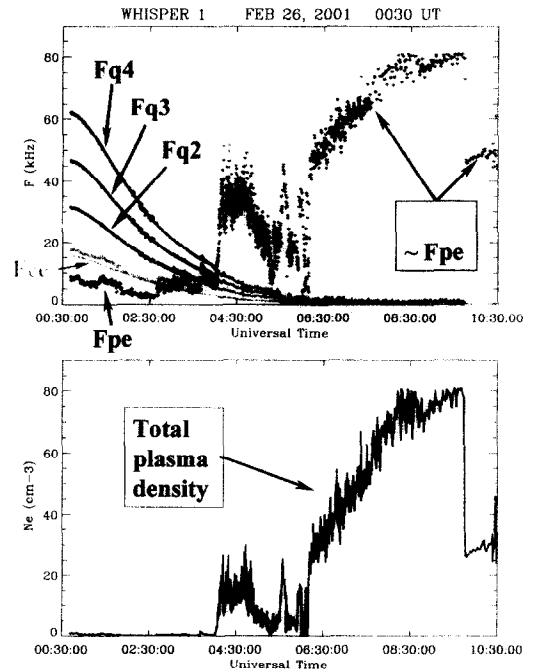 WHISPER 1 FEB 26, 2001 0030 UT
80
60
40
20
0
F (kHz)
Fq4
Fq3
Fq2
Fpe
~ Fpe
00:30:00 02:30:00 04:30:00 06:30:00 08:30:00 10:30:00
Universal Time
80
60
40
20
0
Ne (cm-3)
Total
plasma
density
00:30:00 02:30:00 04:30:00 06:30:00 08:30:00 10:30:00
Universal Time